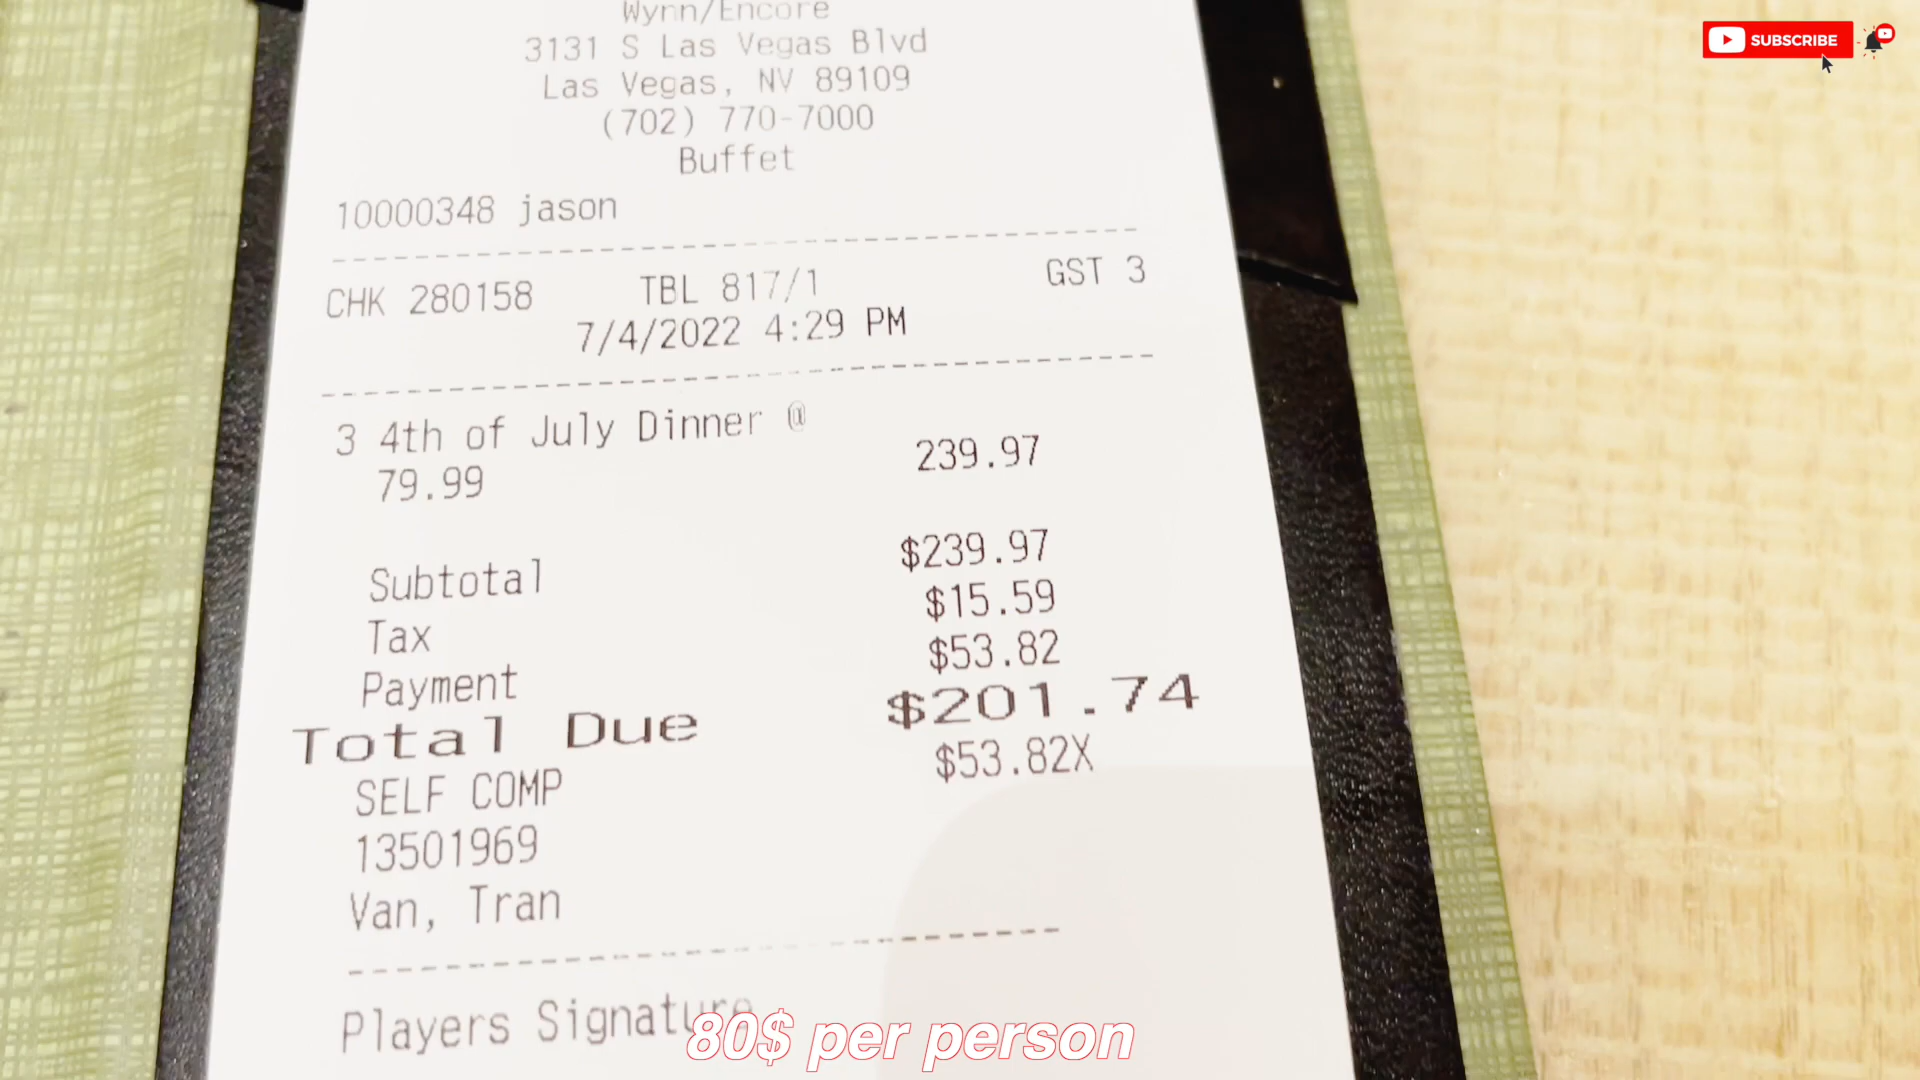 Wynn/Encore
3131 S Las Vegas Blvd
Las Vegas, NV 89109
(702) 770-7000
Buffet
10000348 jason
CHK 280158 TBL 817/1 GST 3
7/4/2022 4:29 PM
3 4th of July Dinner @
79.99 239.97
Subtotal $239.97
Tax $15.59
Payment $53.82
Total Due $201.74
SELF COMP $53.82X
13501969
Van, Tran
Players Signature
80$ per person
SUBSCRIBE